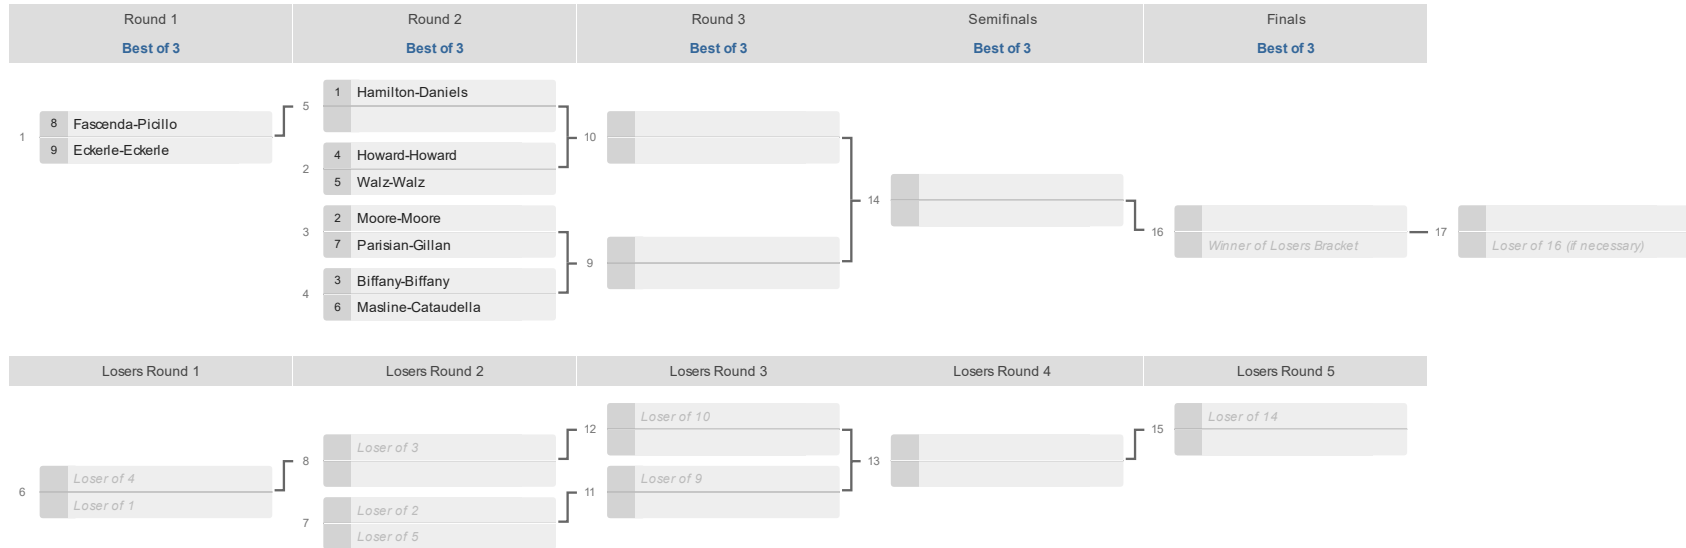 Round 1 Round 2 Round 3 Semifinals Finals
Best of 3 Best of 3 Best of 3 Best of 3 Best of 3
1
8 Fascenda-Picillo
9 Eckerle-Eckerle
5
1 Hamilton-Daniels
2
4 Howard-Howard
5 Walz-Walz
3
2 Moore-Moore
7 Parisian-Gillan
4
3 Biffany-Biffany
6 Masline-Cataudella
10
9
14
16
Winner of Losers Bracket
17
Loser of 16 (if necessary)
Losers Round 1 Losers Round 2 Losers Round 3 Losers Round 4 Losers Round 5
6
Loser of 4
Loser of 1
8
Loser of 3
7
Loser of 2
Loser of 5
12
Loser of 10
11
Loser of 9
13
15
Loser of 14